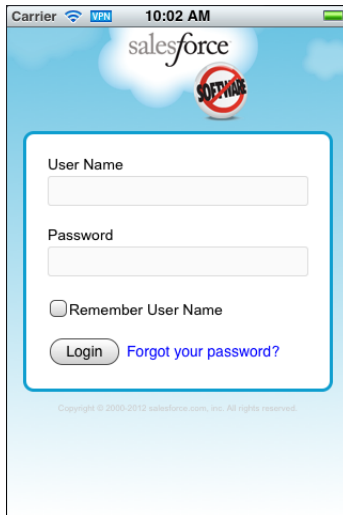 Carrier VPN 10:02 AM
salesforce
SOFTWARE
User Name
Password
Remember User Name
Login Forgot your password?
Copyright © 2000-2012 salesforce.com, inc. All rights reserved.